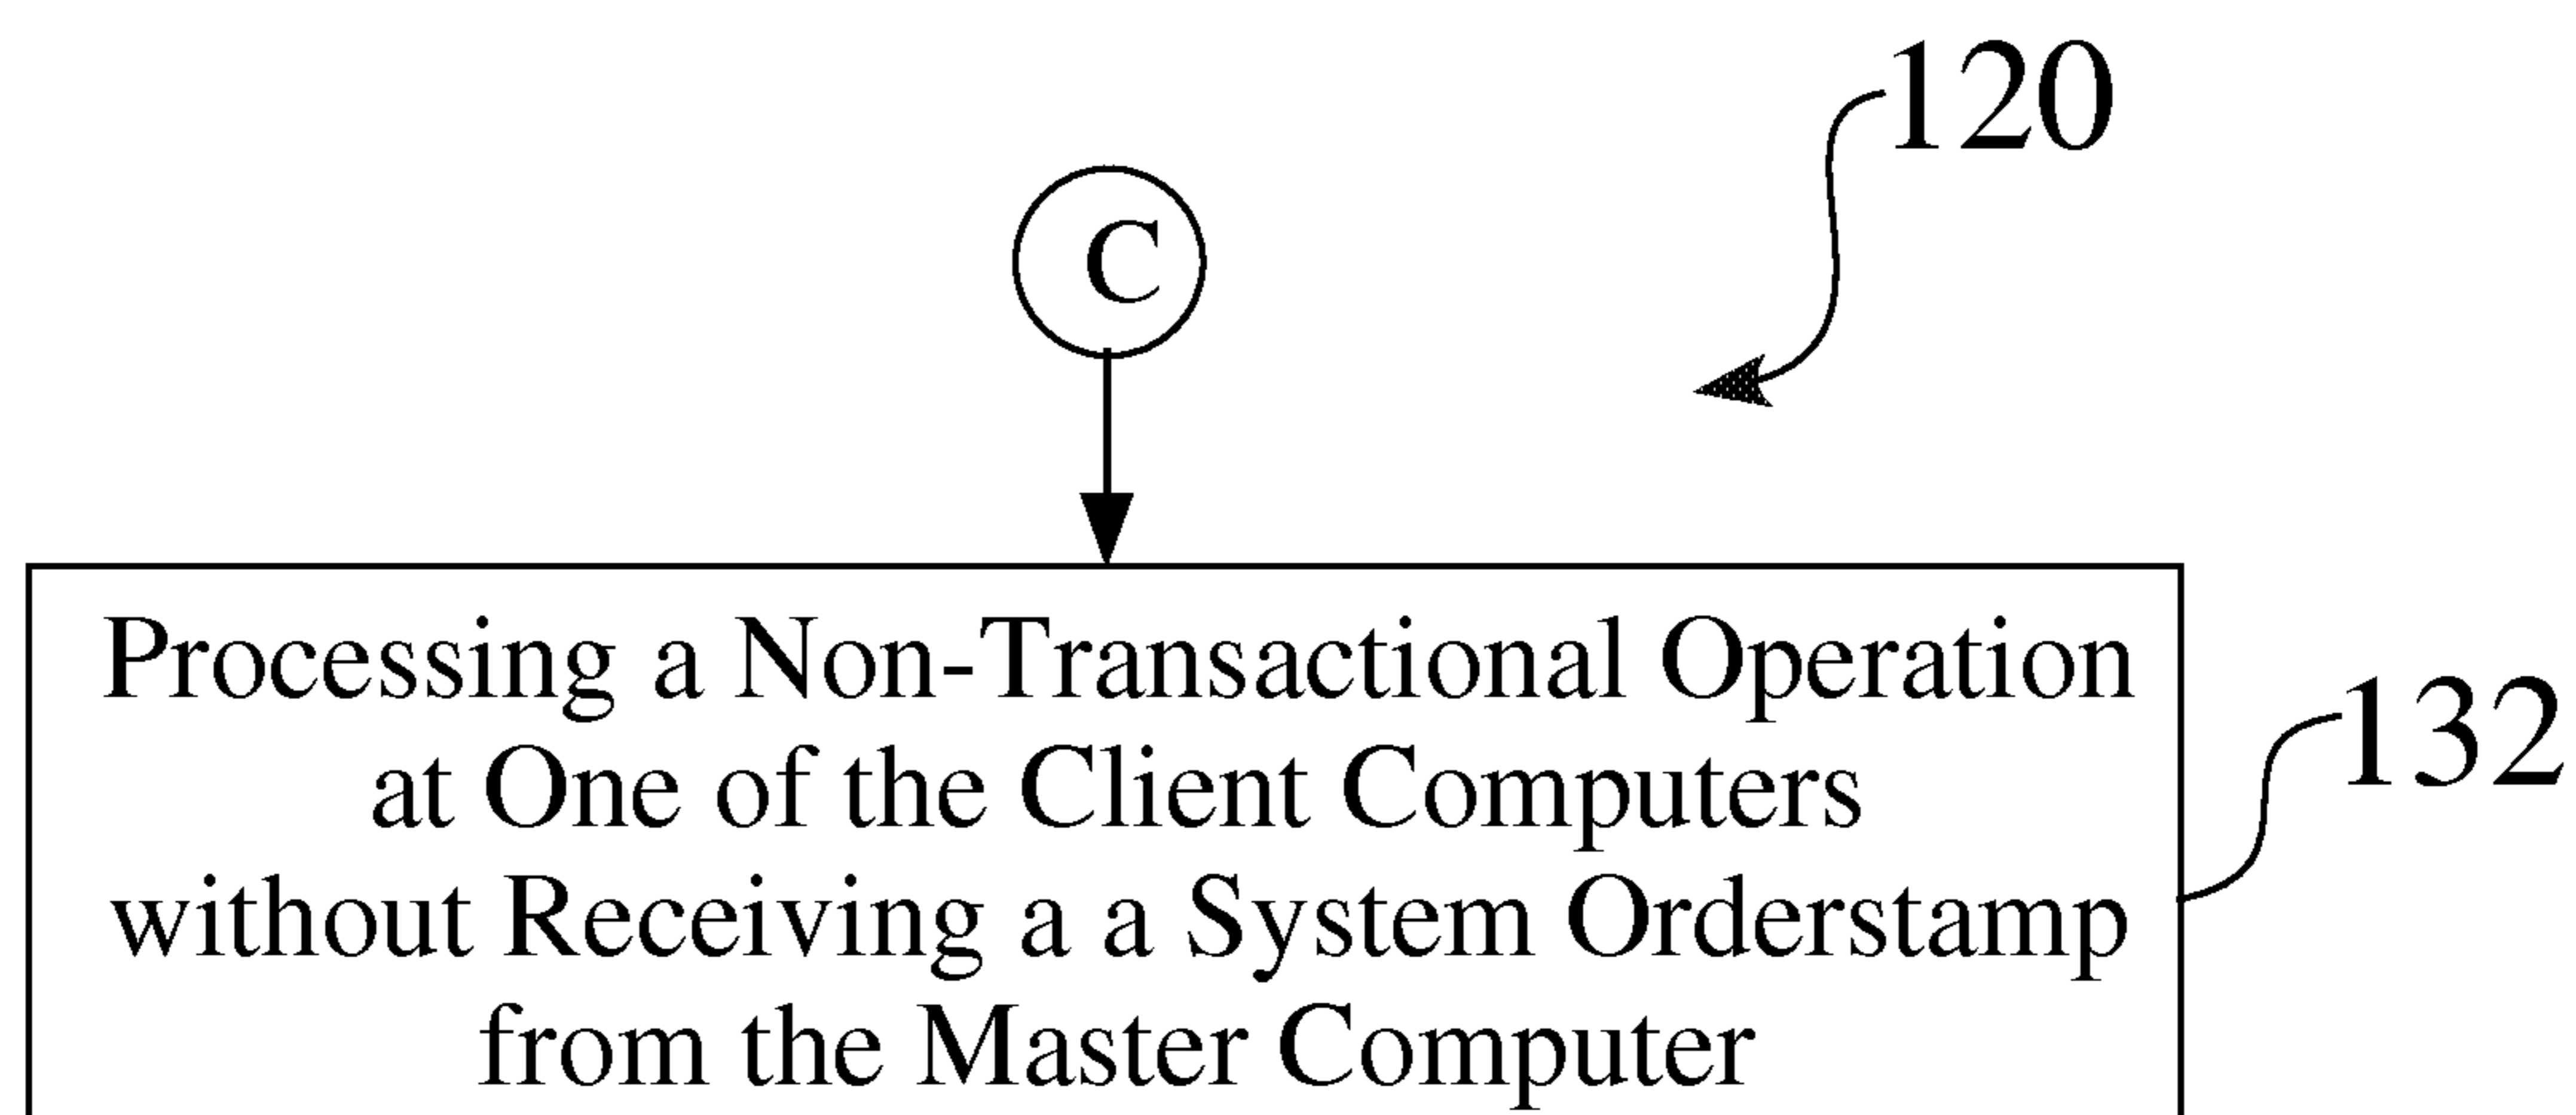 120
C
Processing a Non-Transactional Operation
at One of the Client Computers
without Receiving a a System Orderstamp
from the Master Computer
132